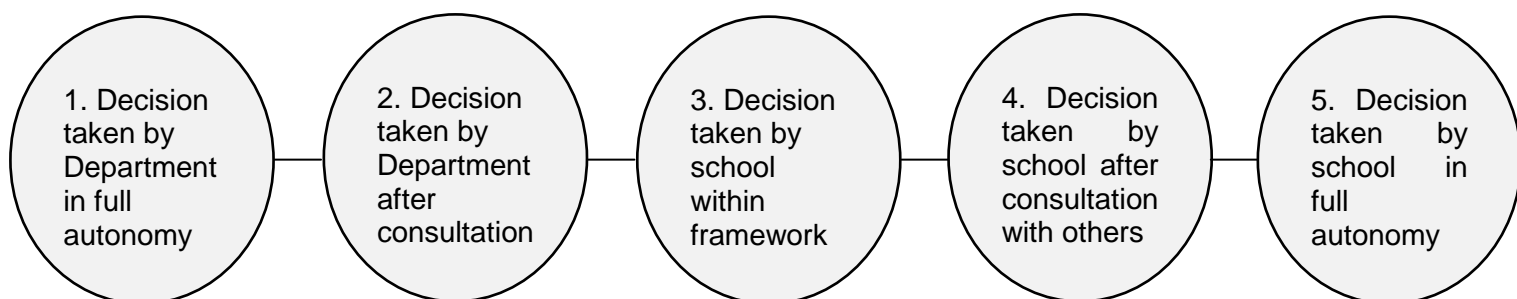 1. Decision
taken by
Department
in full
autonomy
2. Decision
taken by
Department
after
consultation
3. Decision
taken by
school
within
framework
4. Decision
taken by
school after
consultation
with others
5. Decision
taken by
school in
full
autonomy